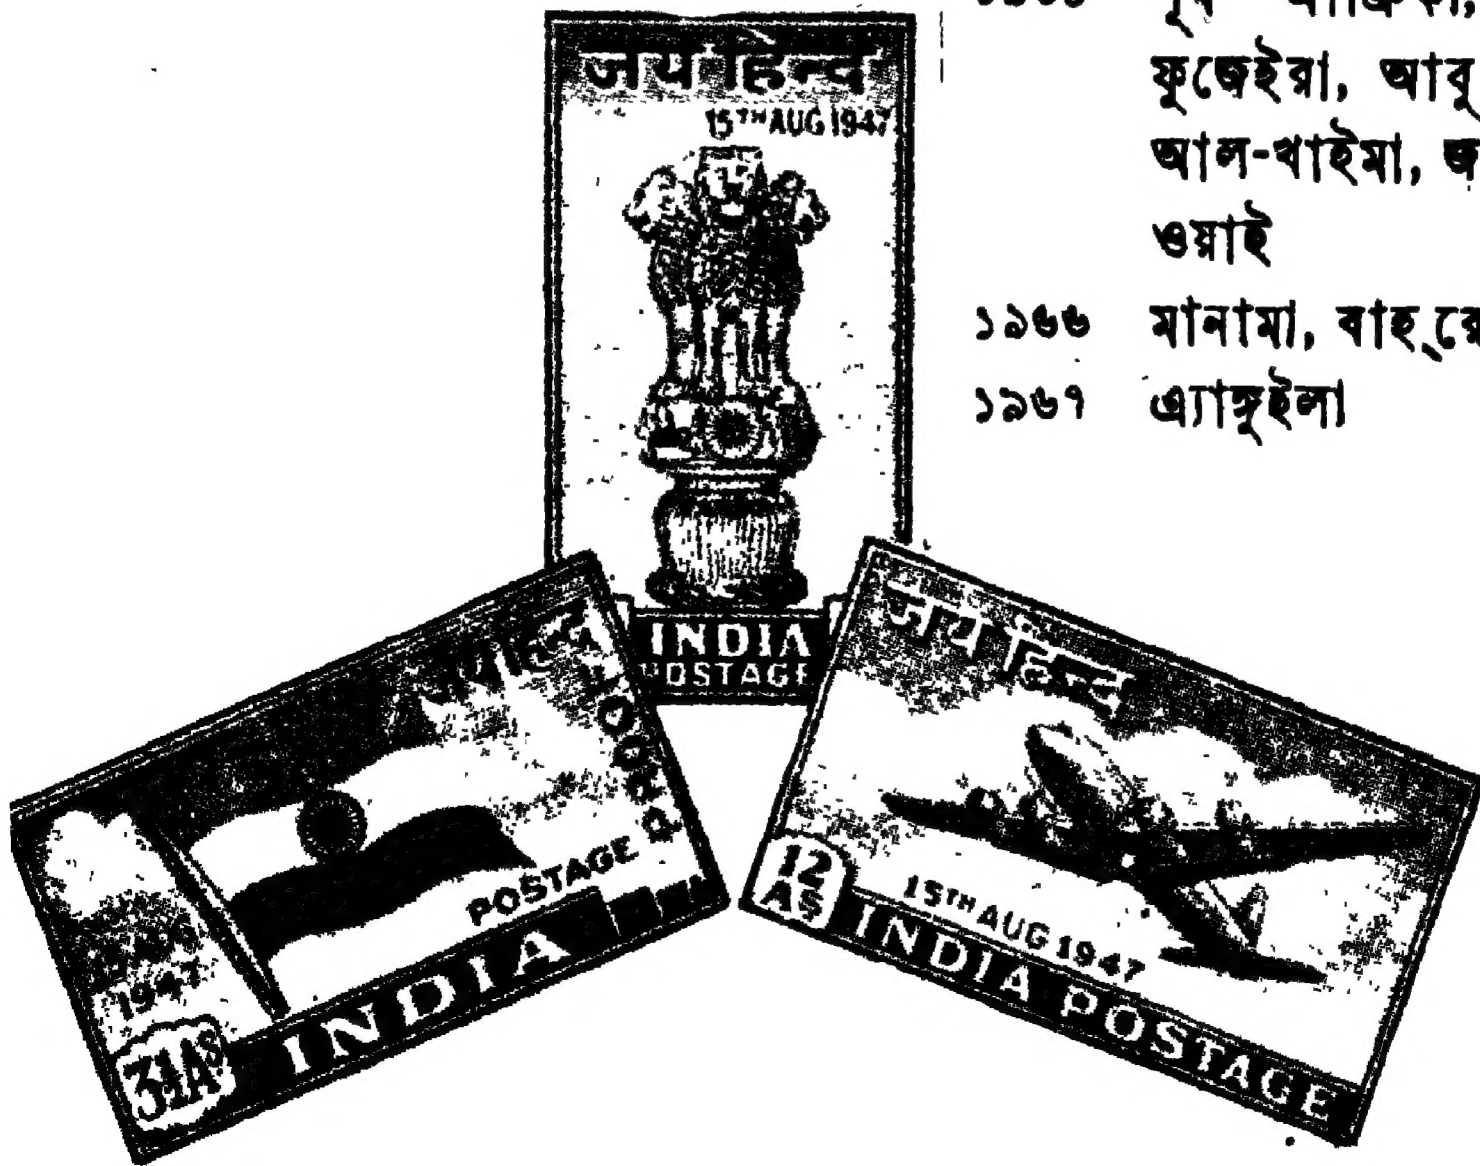 ফুজেইরা, আবু
আল-খাইমা, জ
ওয়াই
১৯৬৬ মানামা, বাহ্‌রে
১৯৬৭ এ্যাঙ্গুইলা
जय हिन्द
15TH AUG 1947
INDIA
POSTAGE
जय हिन्द
POSTAGE
1947
3½AS
INDIA
जय हिन्द
12
AS
15TH AUG 1947
INDIA POSTAGE